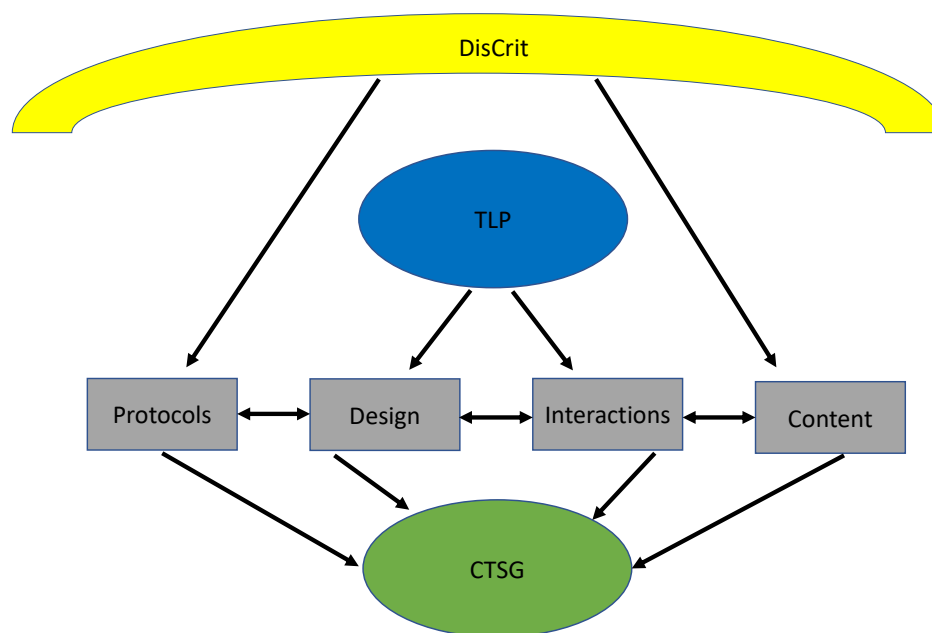 DisCrit
TLP
Protocols
Design
Interactions
Content
CTSG